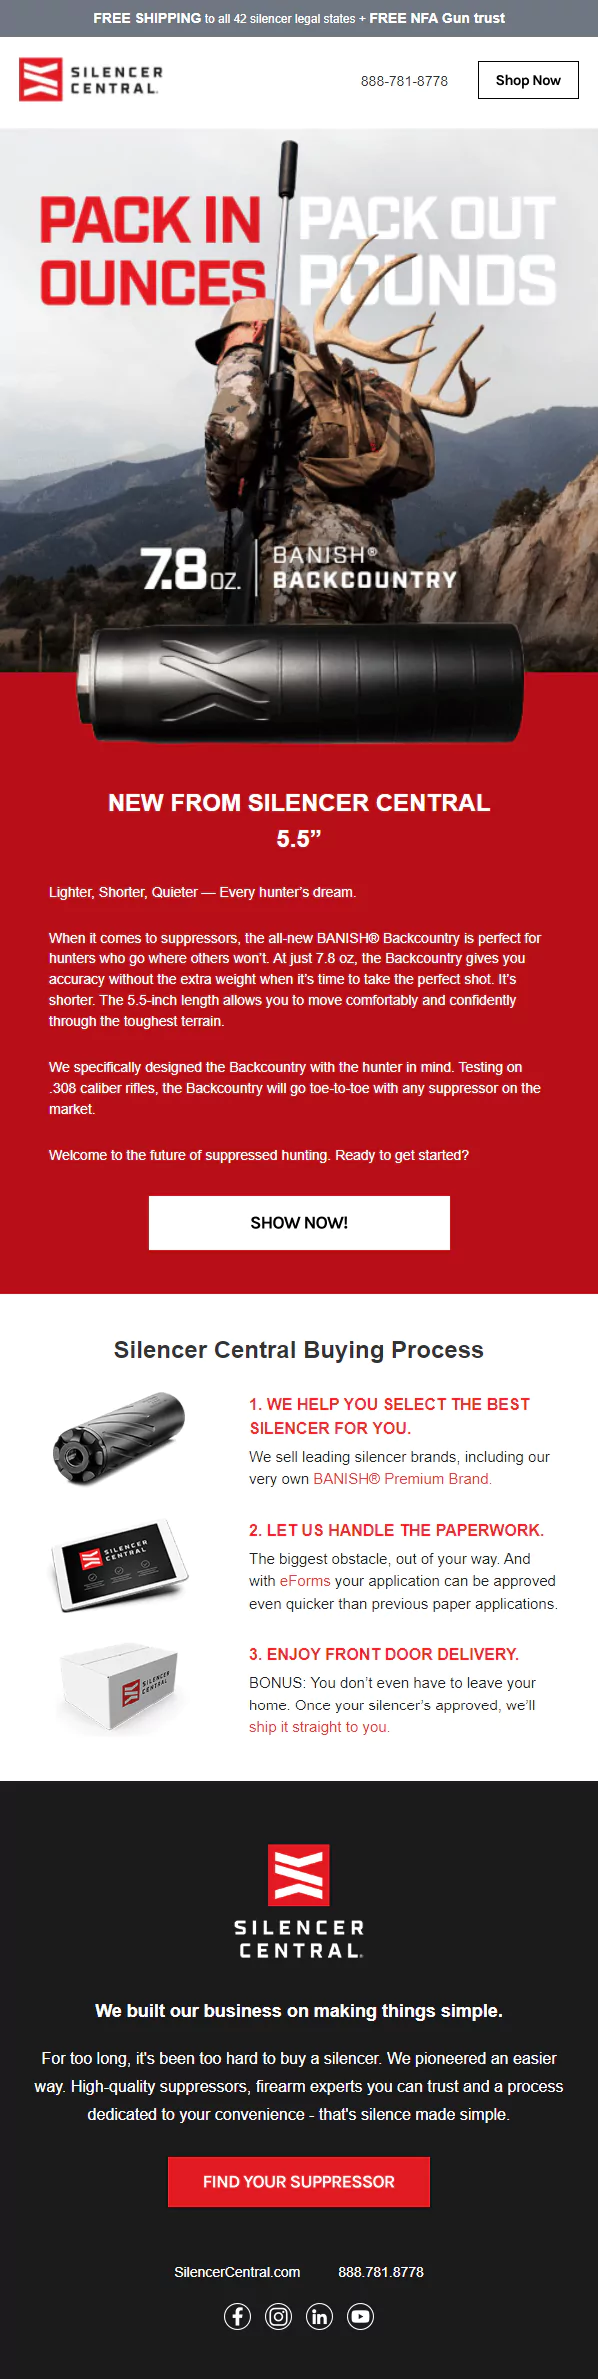 FREE SHIPPING to all 42 silencer legal states + FREE NFA Gun trust
SILENCER
CENTRAL.
888-781-8778
Shop Now
PACK IN PACK OUT
OUNCES POUNDS
7.8 OZ. BANISH®
BACKCOUNTRY
NEW FROM SILENCER CENTRAL
5.5”
Lighter, Shorter, Quieter — Every hunter’s dream.
When it comes to suppressors, the all-new BANISH® Backcountry is perfect for
hunters who go where others won’t. At just 7.8 oz, the Backcountry gives you
accuracy without the extra weight when it’s time to take the perfect shot. It’s
shorter. The 5.5-inch length allows you to move comfortably and confidently
through the toughest terrain.
We specifically designed the Backcountry with the hunter in mind. Testing on
.308 caliber rifles, the Backcountry will go toe-to-toe with any suppressor on the
market.
Welcome to the future of suppressed hunting. Ready to get started?
SHOW NOW!
Silencer Central Buying Process
1. WE HELP YOU SELECT THE BEST
SILENCER FOR YOU.
We sell leading silencer brands, including our
very own BANISH® Premium Brand.
SILENCER
CENTRAL
2. LET US HANDLE THE PAPERWORK.
The biggest obstacle, out of your way. And
with eForms your application can be approved
even quicker than previous paper applications.
SILENCER
CENTRAL
3. ENJOY FRONT DOOR DELIVERY.
BONUS: You don’t even have to leave your
home. Once your silencer’s approved, we’ll
ship it straight to you.
SILENCER
CENTRAL.
We built our business on making things simple.
For too long, it's been too hard to buy a silencer. We pioneered an easier
way. High-quality suppressors, firearm experts you can trust and a process
dedicated to your convenience - that's silence made simple.
FIND YOUR SUPPRESSOR
SilencerCentral.com 888.781.8778